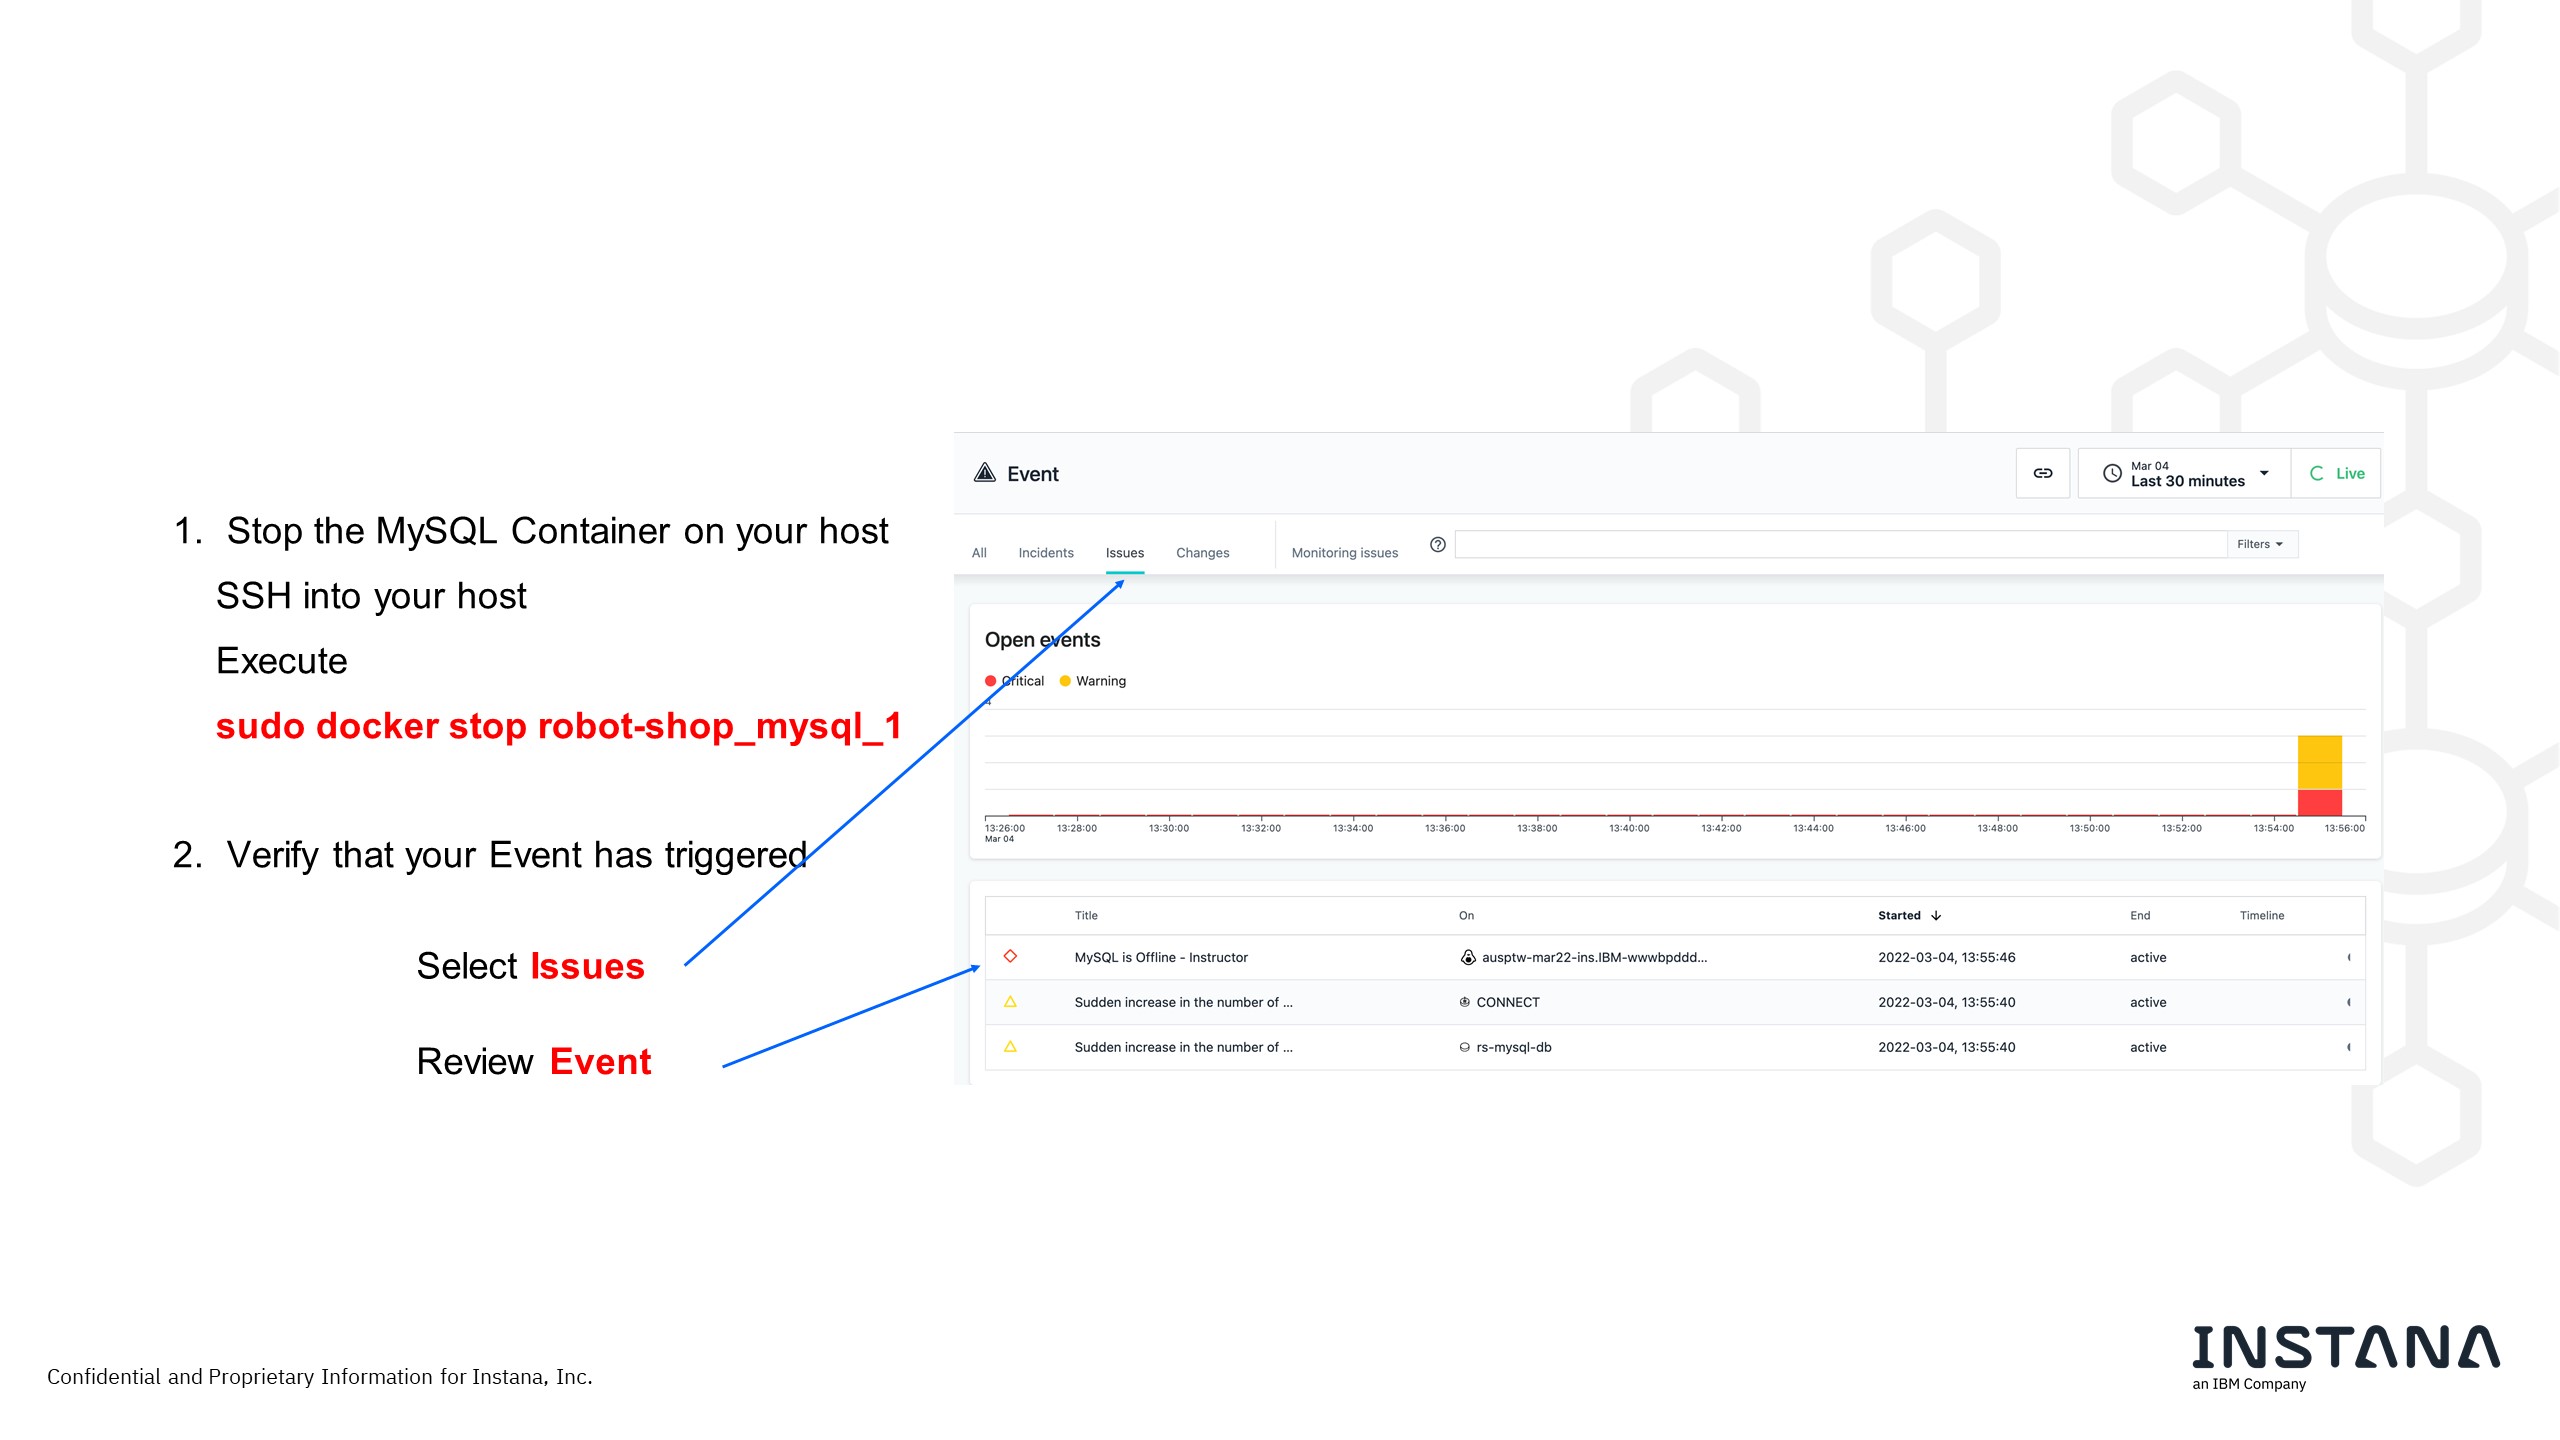 1. Stop the MySQL Container on your host
SSH into your host
Execute
sudo docker stop robot-shop_mysql_1
2. Verify that your Event has triggered
Select Issues
Review Event
Event
Mar 04
Last 30 minutes
Live
All Incidents Issues Changes Monitoring issues Filters
Open events
Critical Warning
4
13:26:00 13:28:00 13:30:00 13:32:00 13:34:00 13:36:00 13:38:00 13:40:00 13:42:00 13:44:00 13:46:00 13:48:00 13:50:00 13:52:00 13:54:00 13:56:00
Mar 04
Title On Started End Timeline
MySQL is Offline - Instructor ausptw-mar22-ins.IBM-wwwbpddd... 2022-03-04, 13:55:46 active
Sudden increase in the number of ... CONNECT 2022-03-04, 13:55:40 active
Sudden increase in the number of ... rs-mysql-db 2022-03-04, 13:55:40 active
Confidential and Proprietary Information for Instana, Inc.
INSTANA
an IBM Company